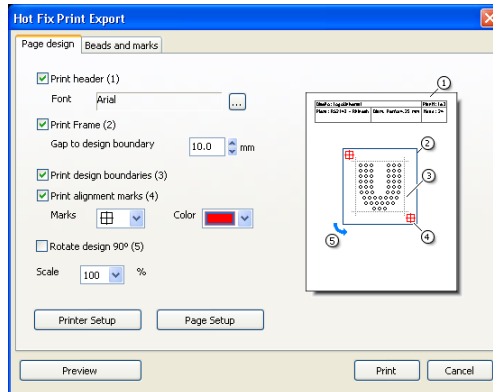 Hot Fix Print Export
Page design
Beads and marks
Print header (1)
Font
Arial
...
Print Frame (2)
Gap to design boundary
10.0
mm
Print design boundaries (3)
Print alignment marks (4)
Marks
Color
Rotate design 90º (5)
Scale
100
%
Printer Setup
Page Setup
Preview
Print
Cancel
1
2
3
4
5